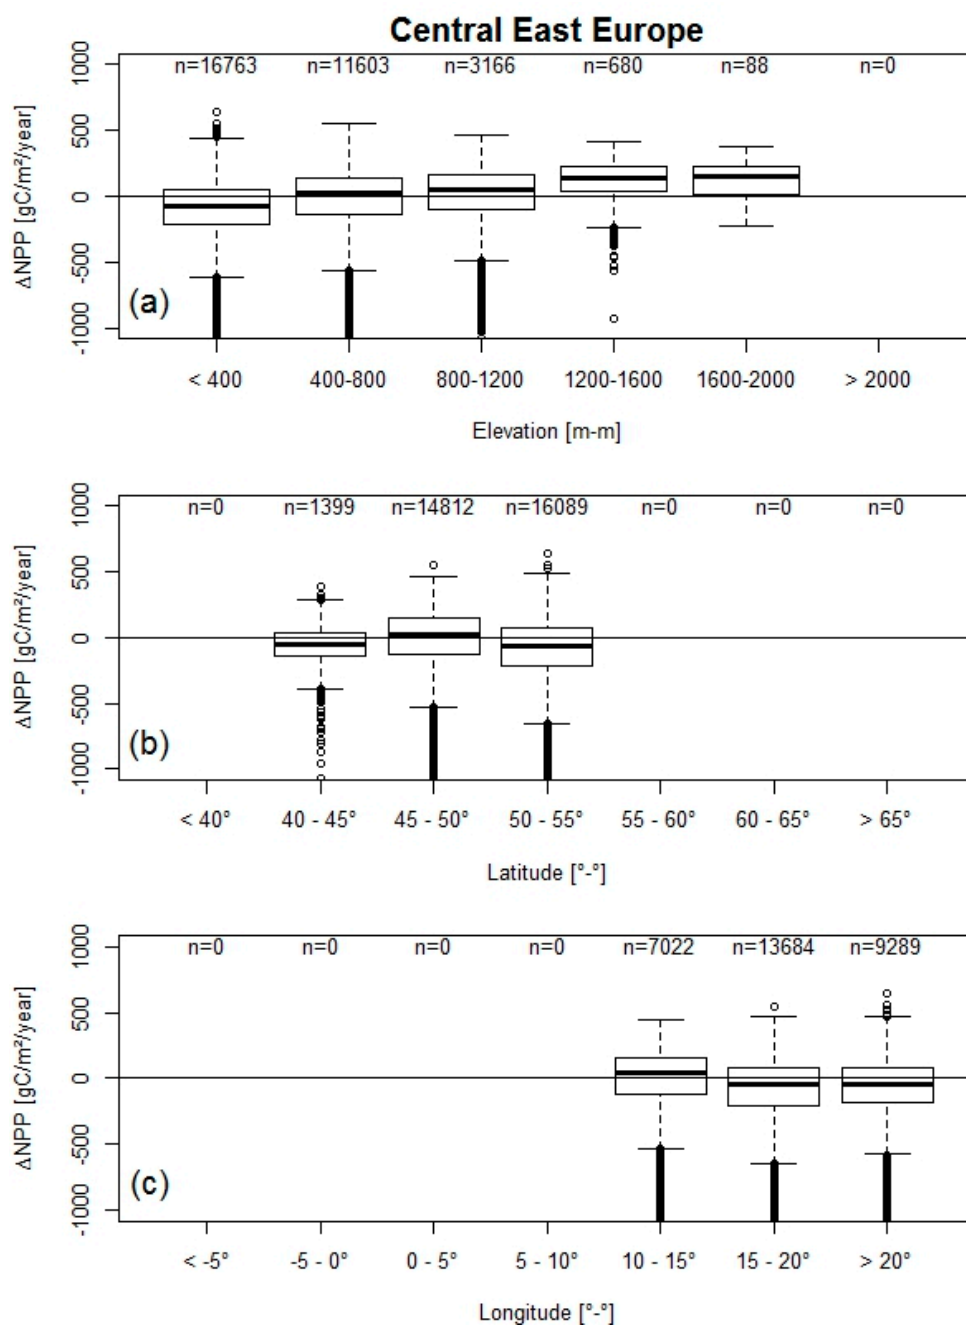 Central East Europe
n=16763 n=11603 n=3166 n=680 n=88 n=0
1000
500
0
-500
-1000
ΔNPP [gC/m²/year]
(a)
< 400 400-800 800-1200 1200-1600 1600-2000 > 2000
Elevation [m-m]
n=0 n=1399 n=14812 n=16089 n=0 n=0 n=0
1000
500
0
-500
-1000
ΔNPP [gC/m²/year]
(b)
< 40° 40 - 45° 45 - 50° 50 - 55° 55 - 60° 60 - 65° > 65°
Latitude [°-°]
n=0 n=0 n=0 n=0 n=7022 n=13684 n=9289
1000
500
0
-500
-1000
ΔNPP [gC/m²/year]
(c)
< -5° -5 - 0° 0 - 5° 5 - 10° 10 - 15° 15 - 20° > 20°
Longitude [°-°]